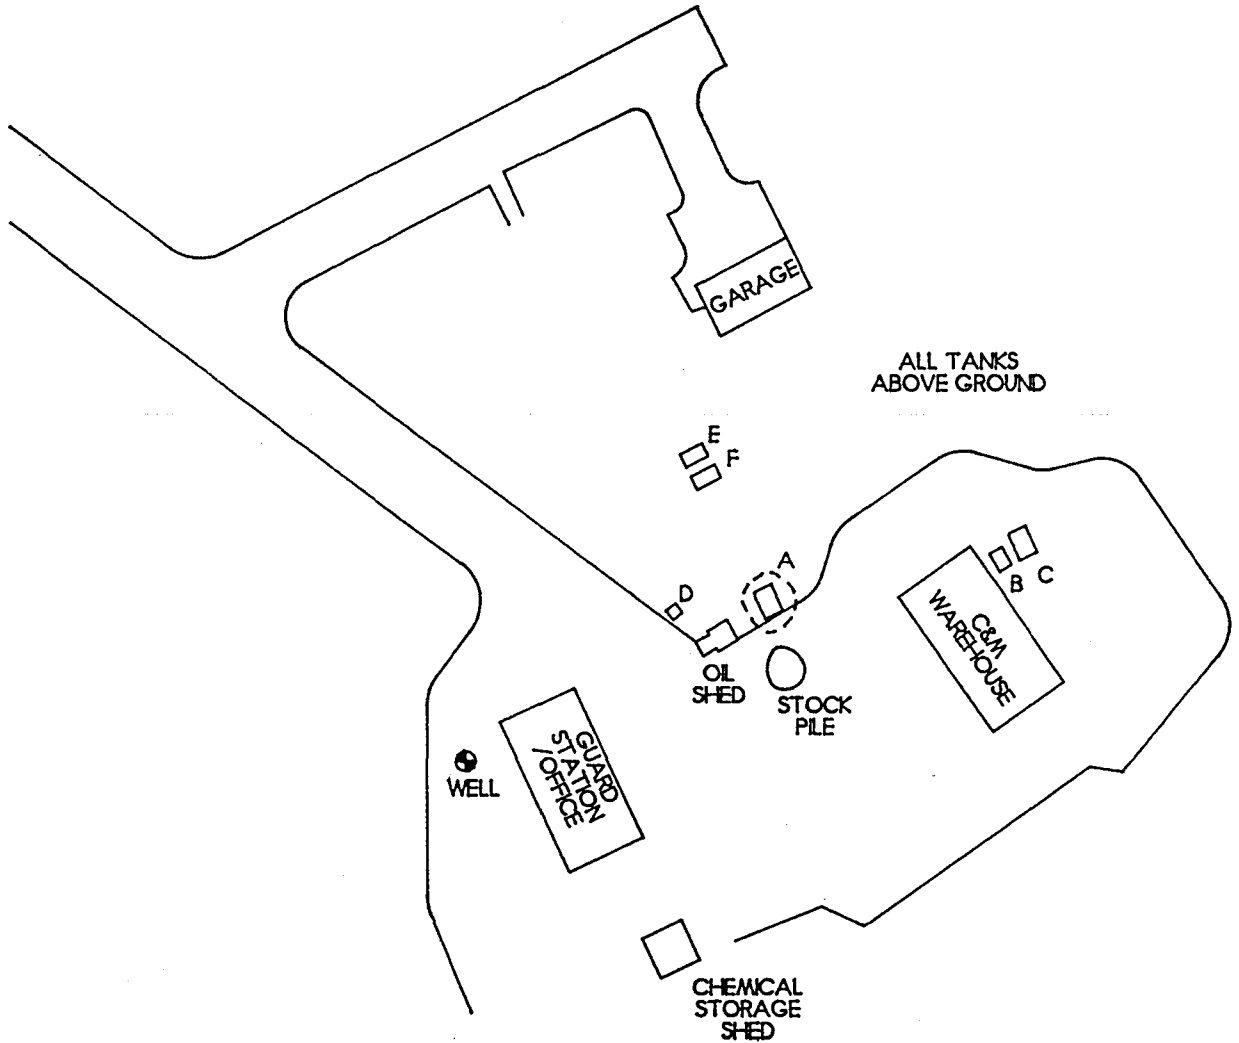 GARAGE
ALL TANKS
ABOVE GROUND
E
F
A
D
B
C
C&M
WAREHOUSE
OIL
SHED
STOCK
PILE
GUARD
STATION
/OFFICE
WELL
CHEMICAL
STORAGE
SHED